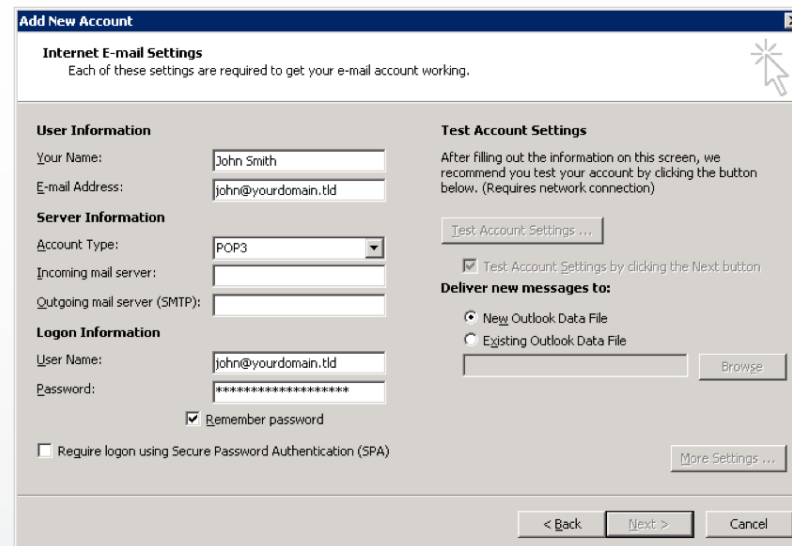 Add New Account
Internet E-mail Settings
Each of these settings are required to get your e-mail account working.
User Information
Your Name: John Smith
E-mail Address: john@yourdomain.tld
Server Information
Account Type: POP3
Incoming mail server:
Outgoing mail server (SMTP):
Logon Information
User Name: john@yourdomain.tld
Password: *******************
Remember password
Require logon using Secure Password Authentication (SPA)
Test Account Settings
After filling out the information on this screen, we
recommend you test your account by clicking the button
below. (Requires network connection)
Test Account Settings ...
Test Account Settings by clicking the Next button
Deliver new messages to:
New Outlook Data File
Existing Outlook Data File
Browse
More Settings ...
< Back Next > Cancel